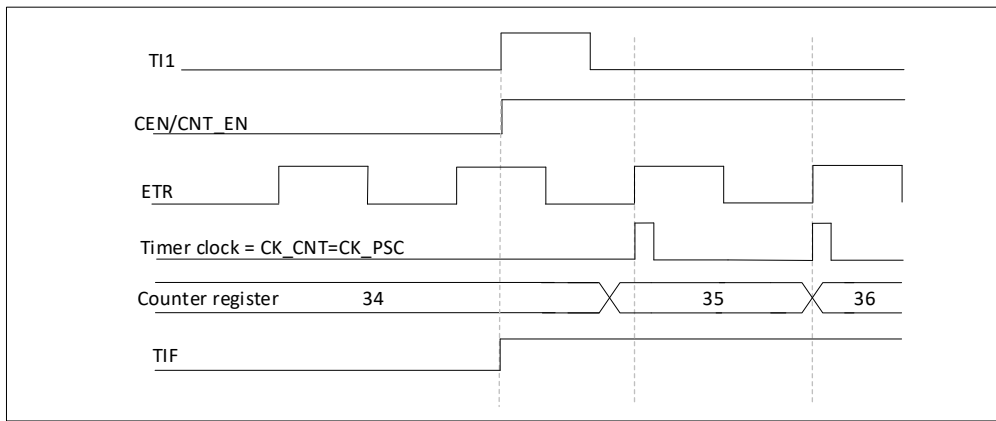 TI1
CEN/CNT_EN
ETR
Timer clock = CK_CNT=CK_PSC
Counter register 34 35 36
TIF